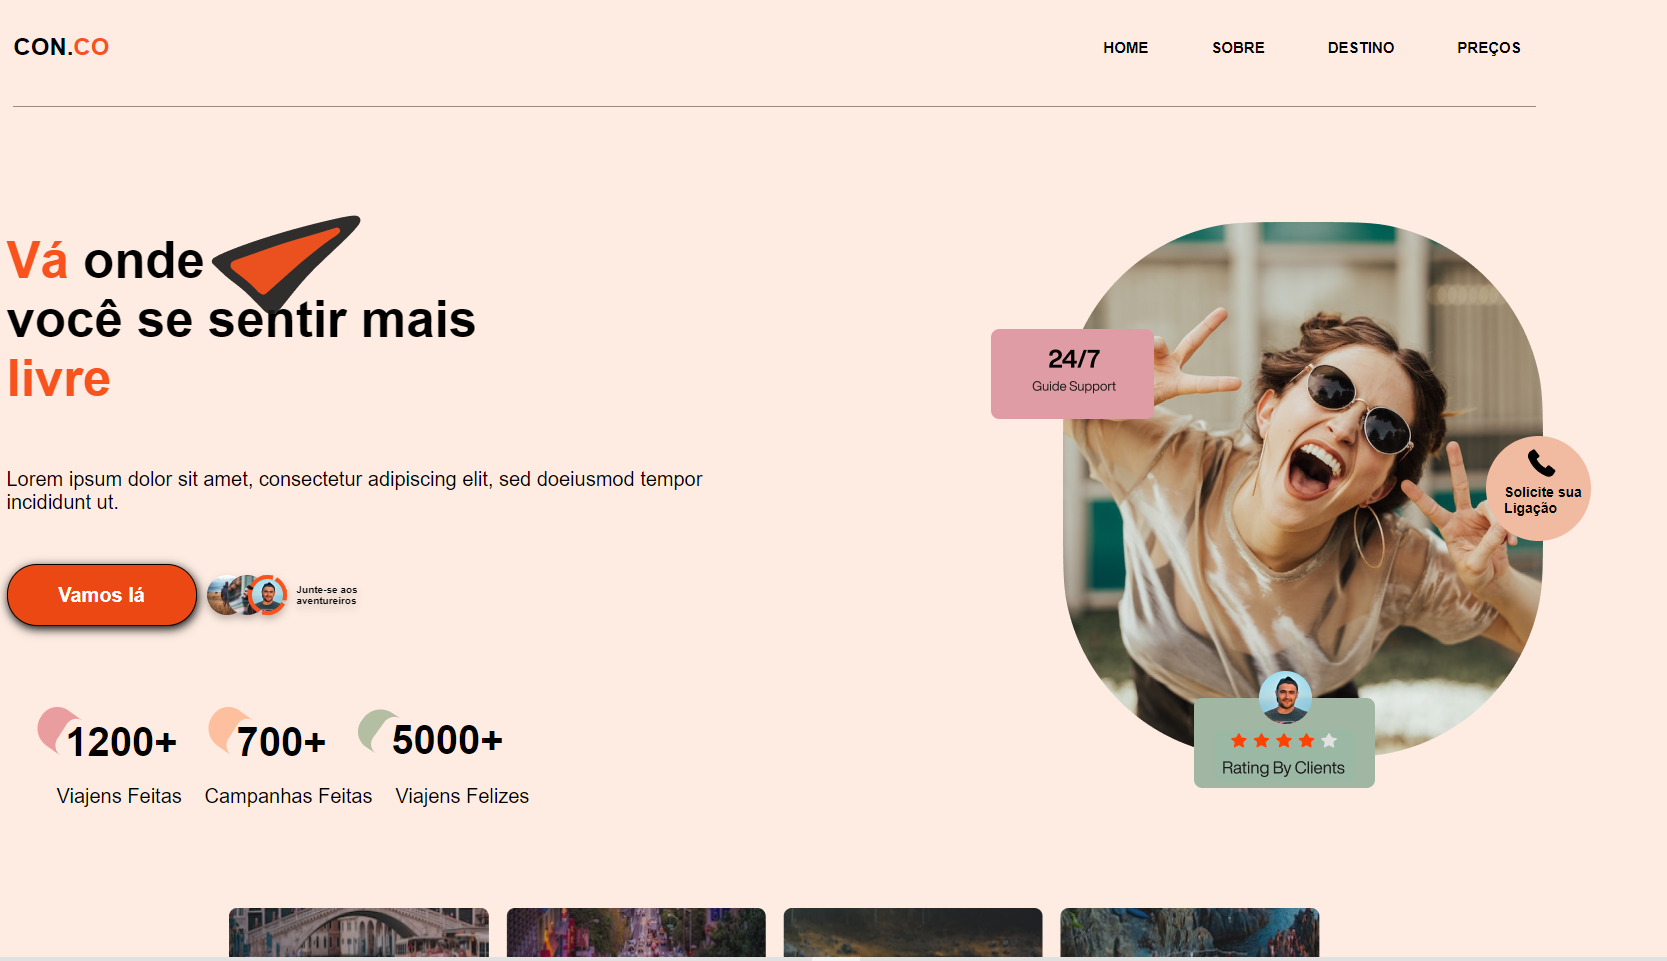 CON.CO
HOME
SOBRE
DESTINO
PREÇOS
Vá onde
você se sentir mais
livre
Lorem ipsum dolor sit amet, consectetur adipiscing elit, sed doeiusmod tempor
incididunt ut.
Vamos lá
Junte-se aos
aventureiros
1200+
700+
5000+
Viajens Feitas
Campanhas Feitas
Viajens Felizes
24/7
Guide Support
Solicite sua
Ligação
Rating By Clients